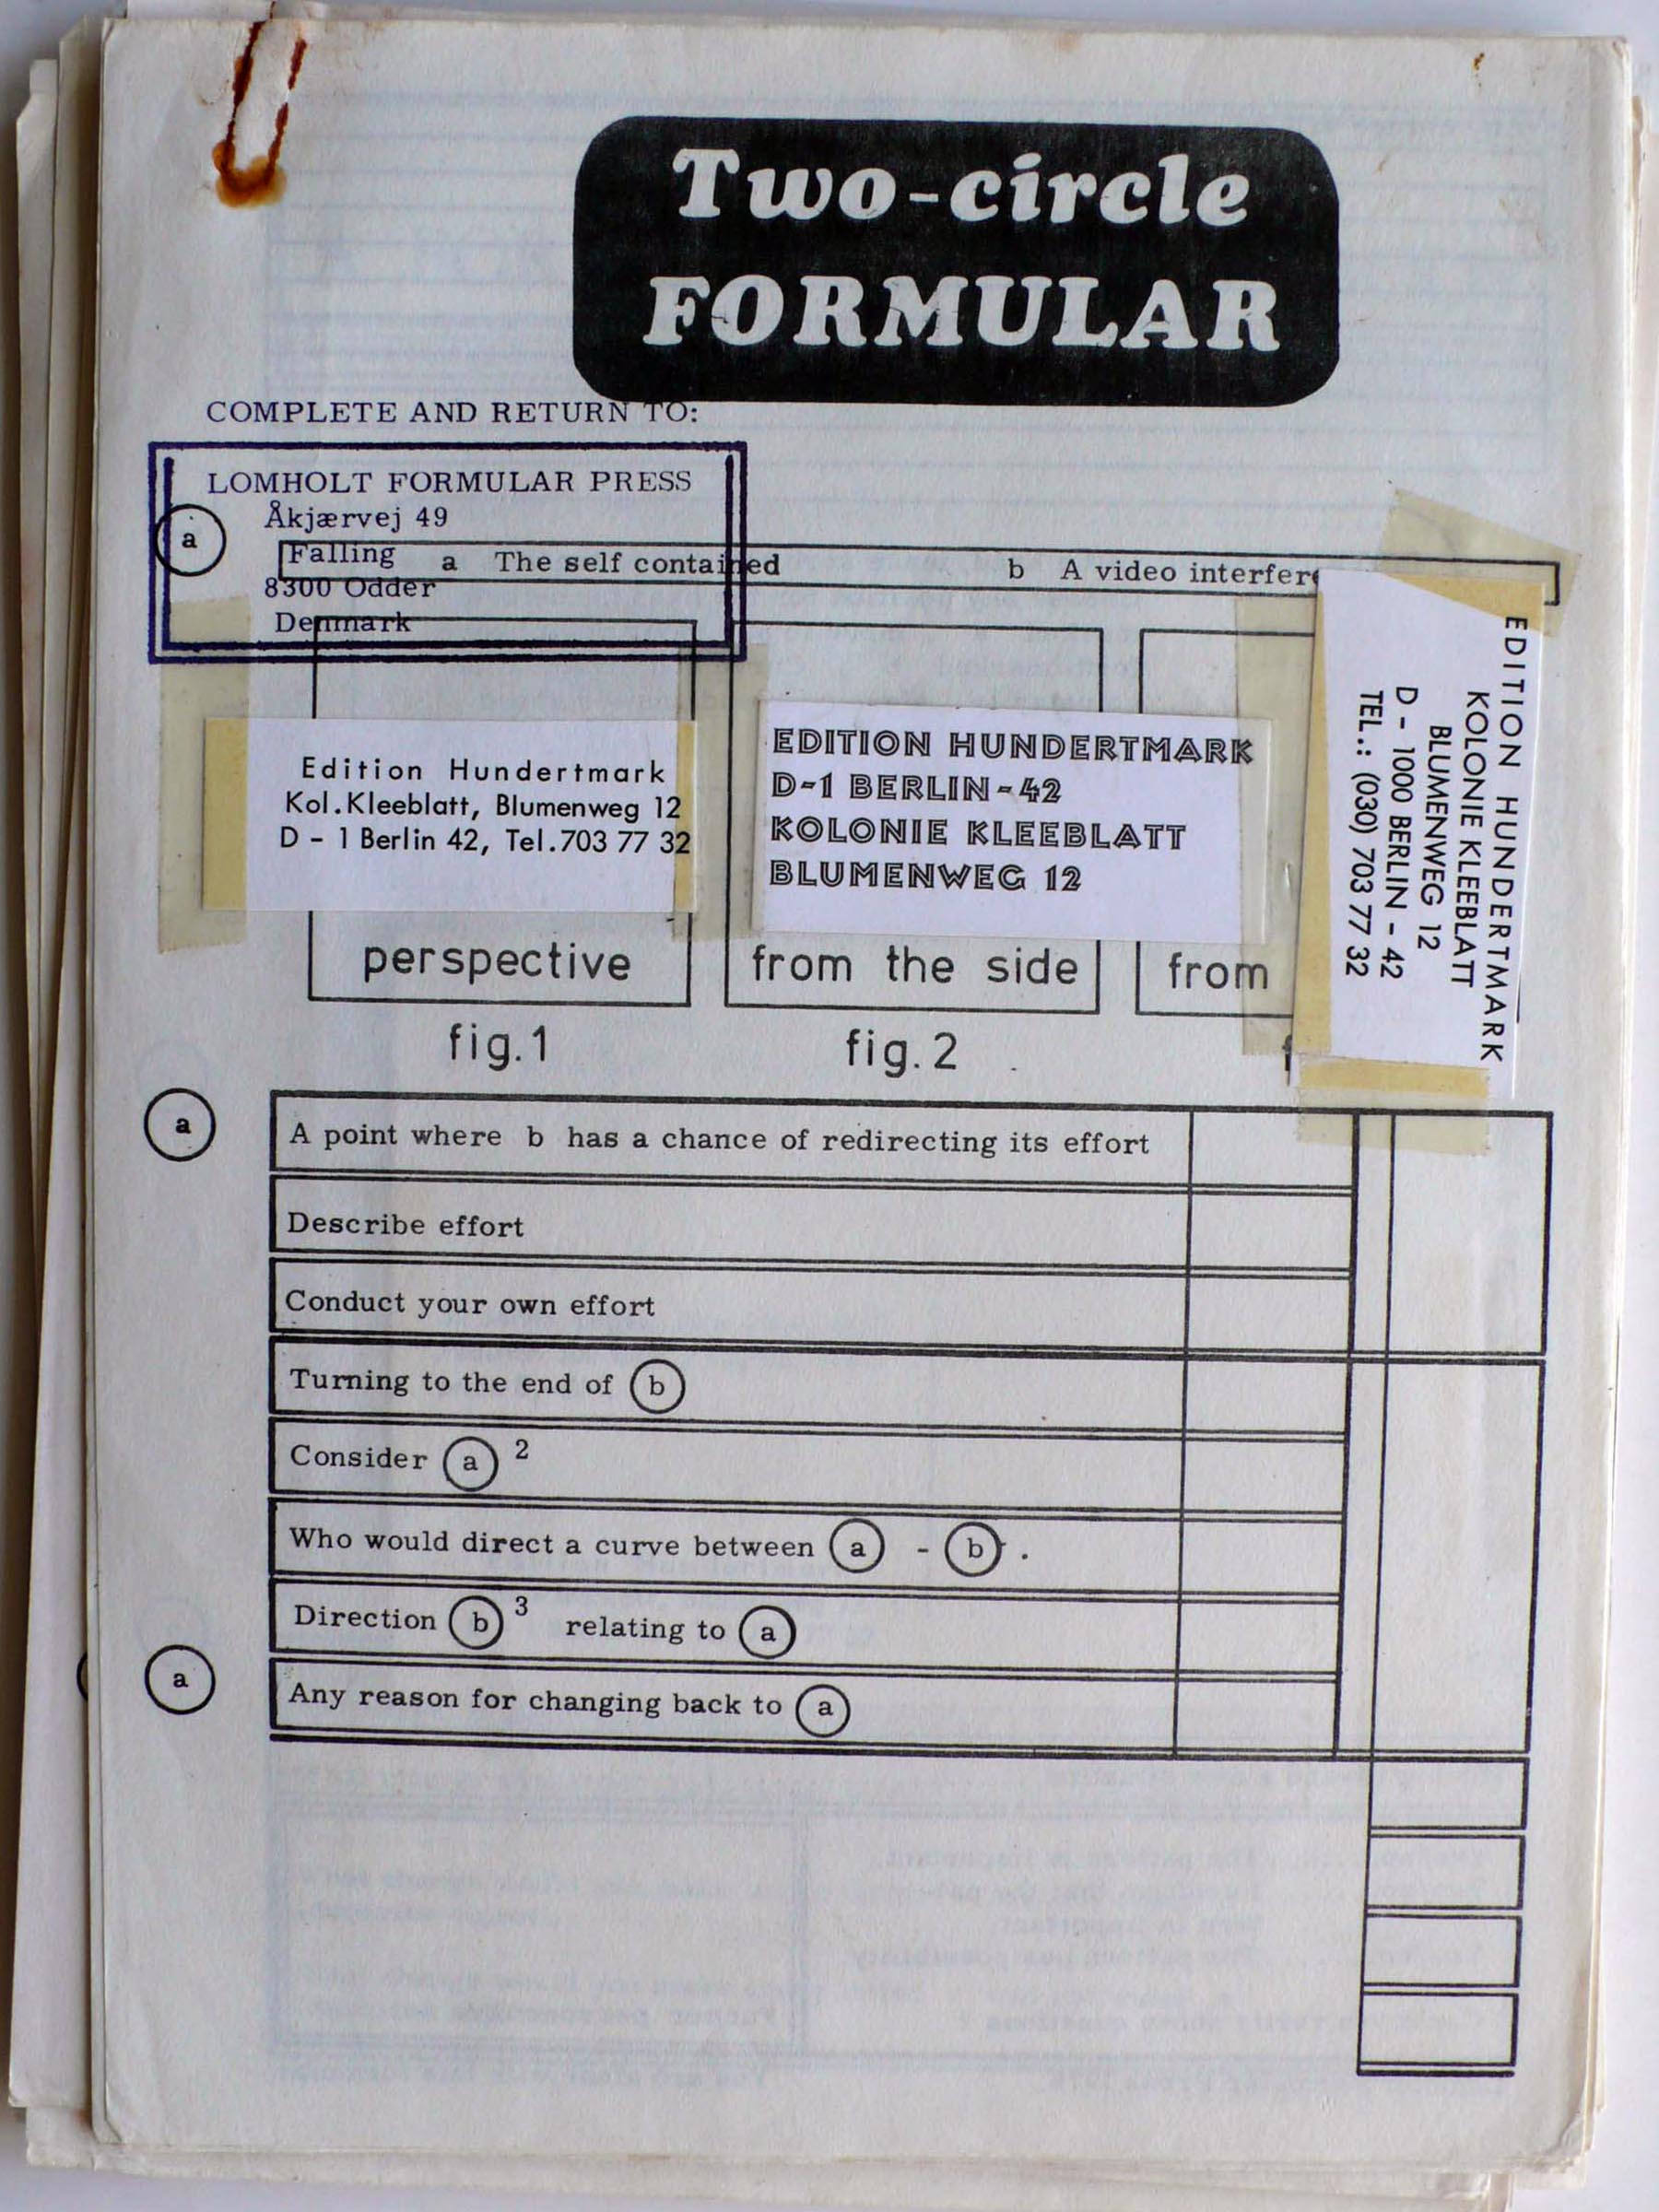 Two-circle
FORMULAR
COMPLETE AND RETURN TO:
LOMHOLT FORMULAR PRESS
Åkjærvej 49
a
Falling a The self contained b A video interfere
8300 Odder
Denmark
EDITION HUNDERTMARK
KOLONIE KLEEBLATT
BLUMENWEG 12
D - 1000 BERLIN - 42
TEL.: (030) 703 77 32
Edition Hundertmark
Kol.Kleeblatt, Blumenweg 12
D - 1 Berlin 42, Tel.703 77 32
EDITION HUNDERTMARK
D-1 BERLIN-42
KOLONIE KLEEBLATT
BLUMENWEG 12
perspective
from the side
from
fig.1
fig.2
a
A point where b has a chance of redirecting its effort
Describe effort
Conduct your own effort
Turning to the end of b
Consider a 2
Who would direct a curve between a - b .
Direction b 3 relating to a
a
Any reason for changing back to a